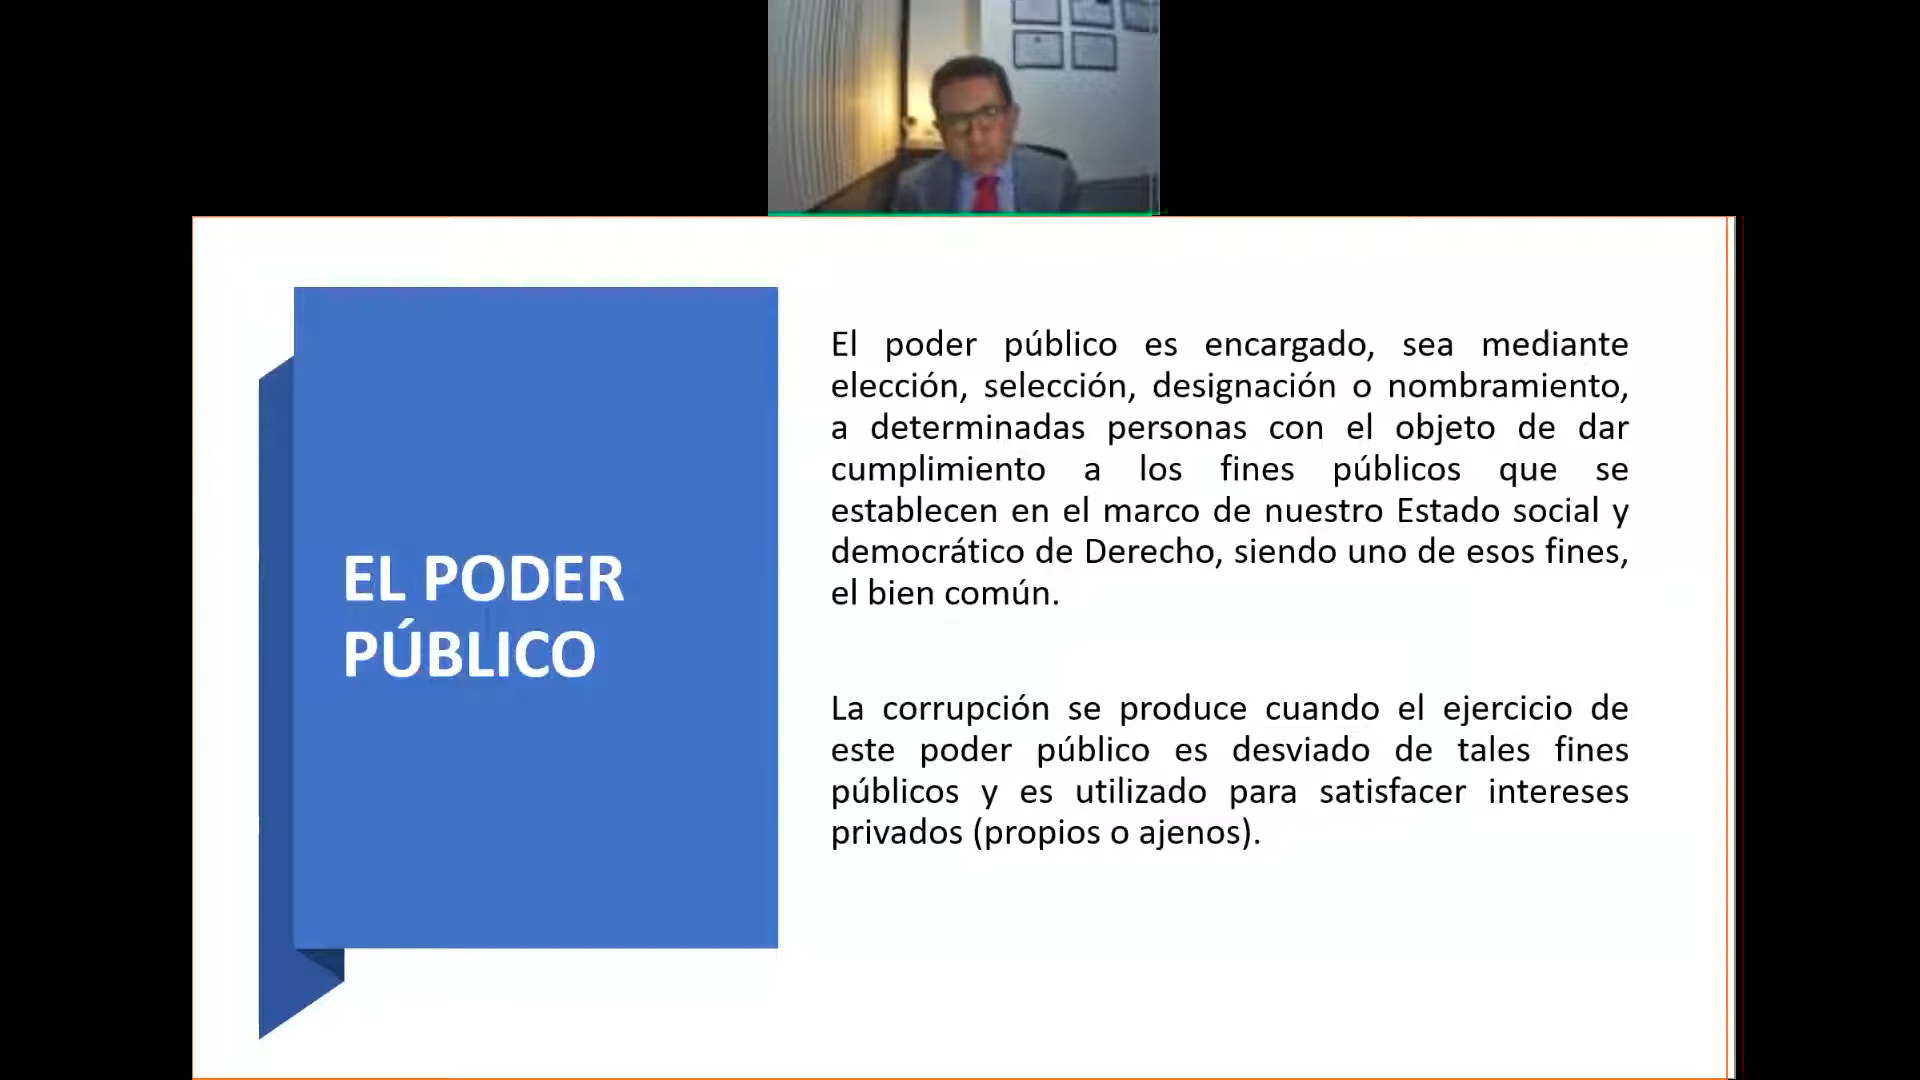 EL PODER
PÚBLICO
El poder público es encargado, sea mediante
elección, selección, designación o nombramiento,
a determinadas personas con el objeto de dar
cumplimiento a los fines públicos que se
establecen en el marco de nuestro Estado social y
democrático de Derecho, siendo uno de esos fines,
el bien común.
La corrupción se produce cuando el ejercicio de
este poder público es desviado de tales fines
públicos y es utilizado para satisfacer intereses
privados (propios o ajenos).